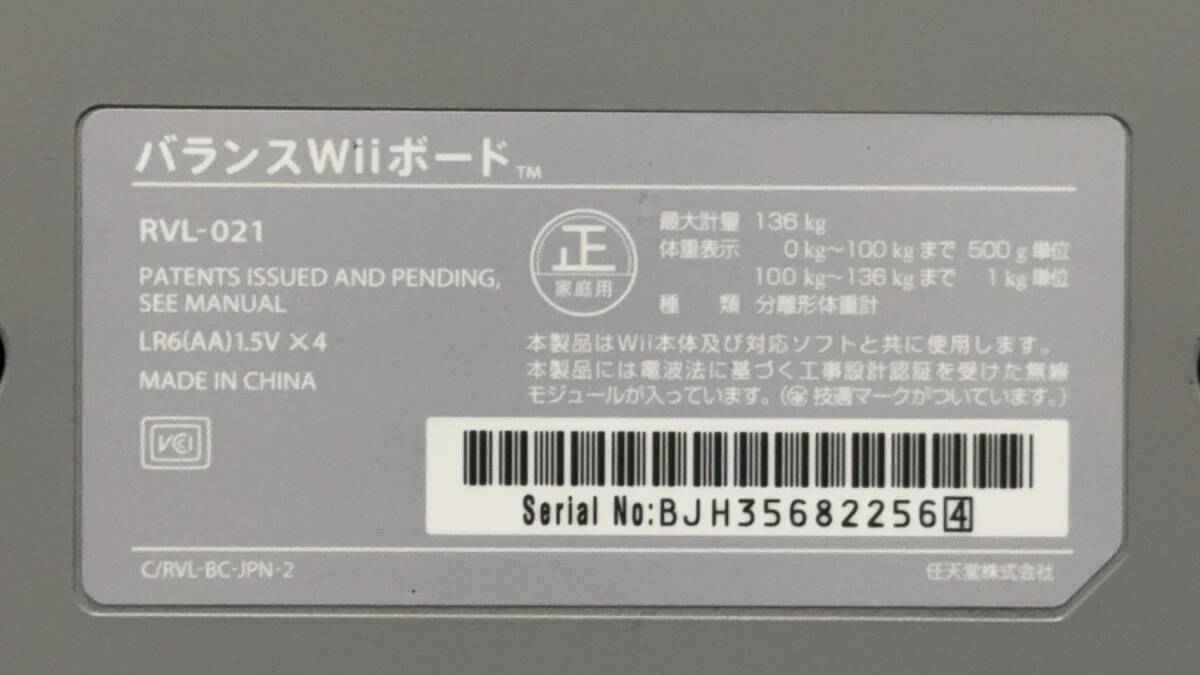 バランスWiiボード™
RVL-021
PATENTS ISSUED AND PENDING,
SEE MANUAL
LR6(AA)1.5V×4
MADE IN CHINA
VCCI
正
家庭用
最大計量 136 kg
体重表示 0 kg～100 kgまで 500 g単位
100 kg～136 kgまで 1 kg単位
種類 分離形体重計
本製品はWii本体及び対応ソフトと共に使用します。
本製品には電波法に基づく工事設計認証を受けた無線
モジュールが入っています。(技適マークがついています。)
Serial No:BJH35682256 4
C/RVL-BC-JPN-2
任天堂株式会社